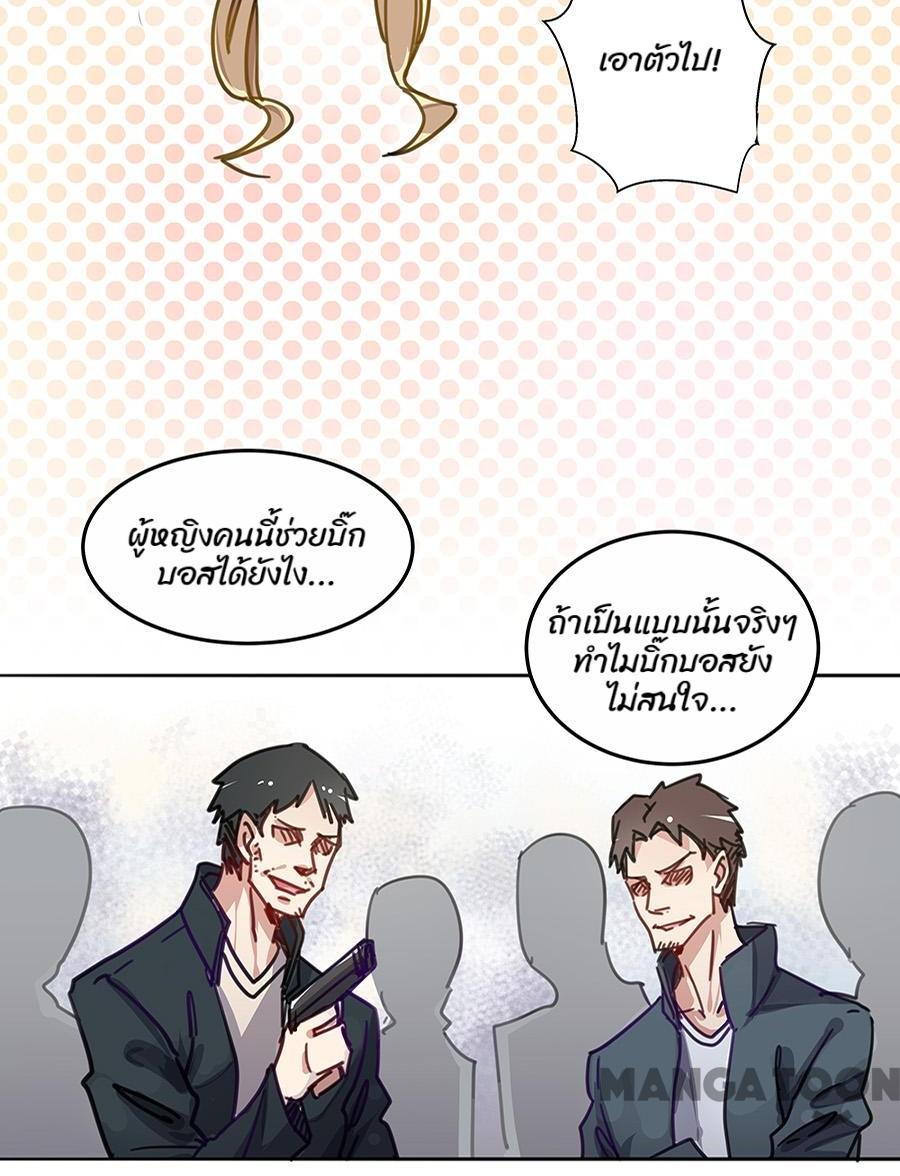 เอาตัวไป!
ผู้หญิงคนนี้ช่วยบิ๊ก
บอสได้ยังไง...
ถ้าเป็นแบบนั้นจริงๆ
ทำไมบิ๊กบอสยัง
ไม่สนใจ...
MANGATOON